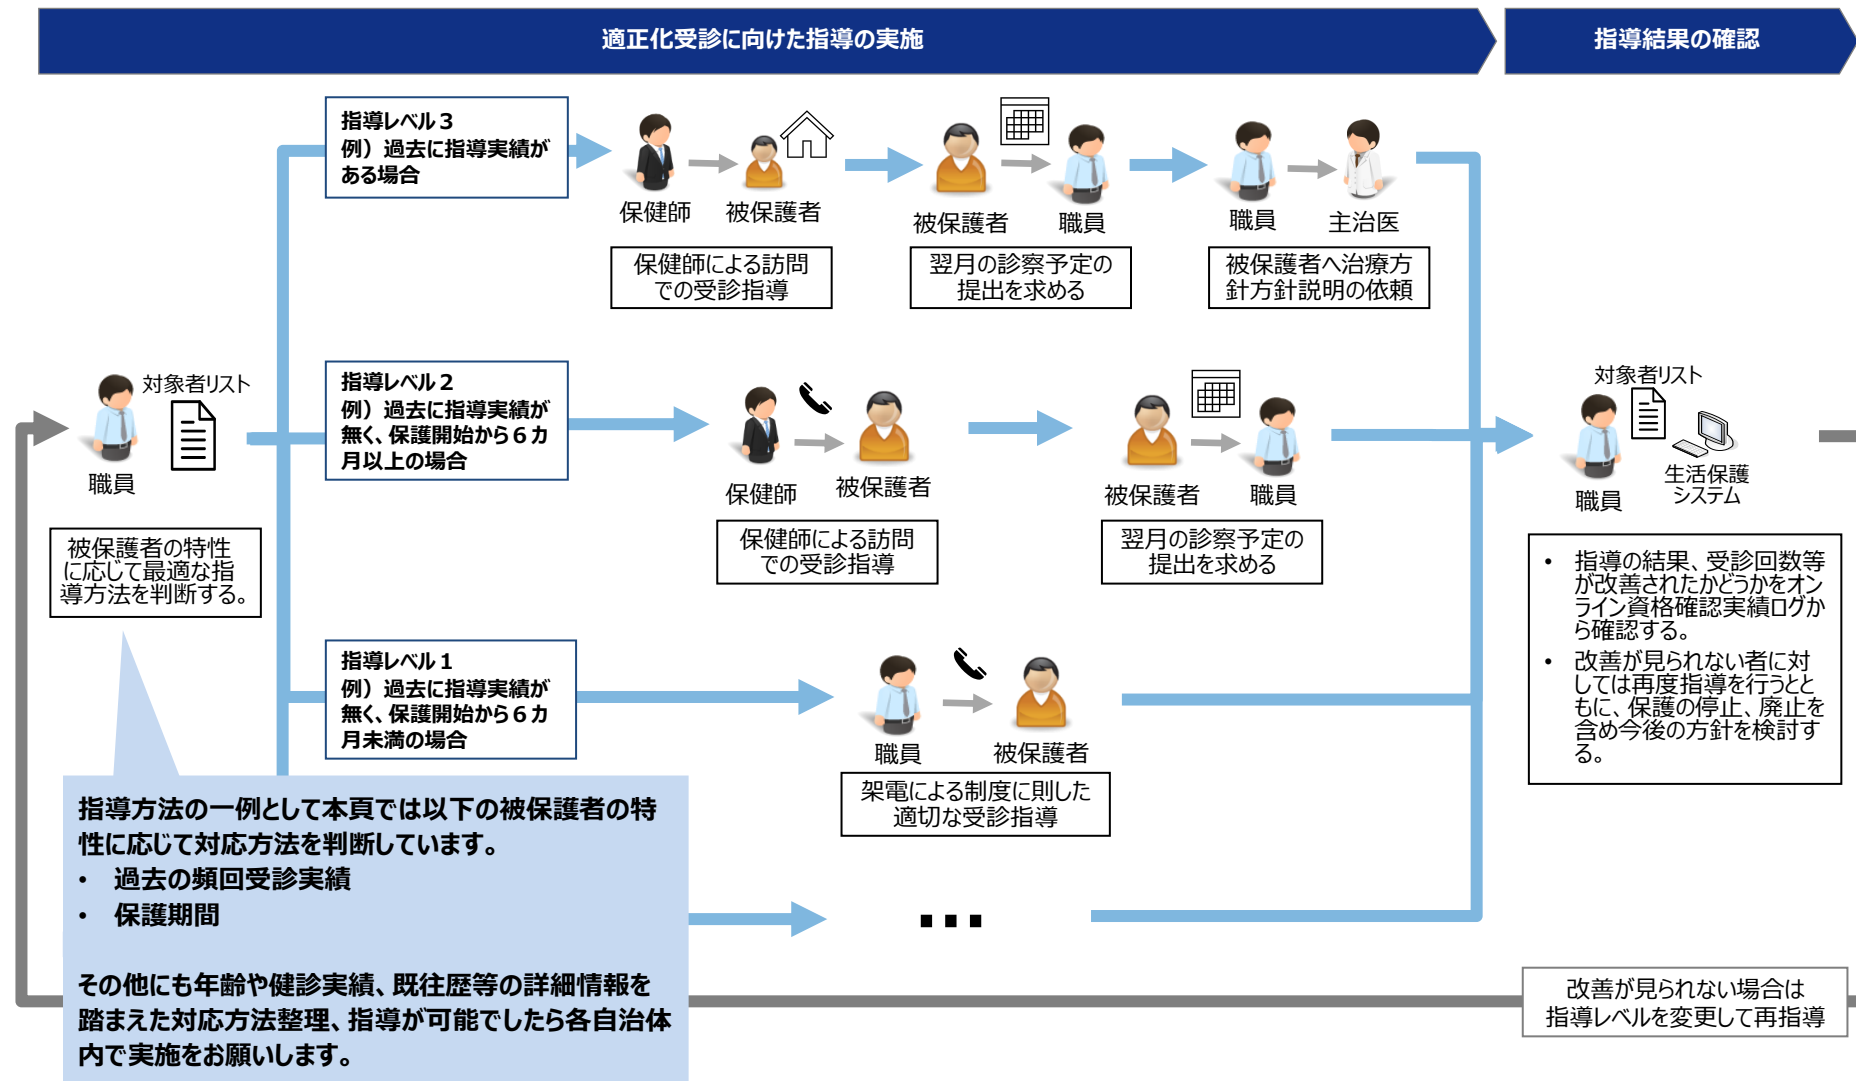 適正化受診に向けた指導の実施
指導結果の確認
指導レベル３
例）過去に指導実績が
ある場合
保健師
被保護者
保健師による訪問
での受診指導
被保護者
職員
翌月の診察予定の
提出を求める
職員
主治医
被保護者へ治療方
針方針説明の依頼
対象者リスト
職員
被保護者の特性
に応じて最適な指
導方法を判断する。
指導レベル２
例）過去に指導実績が
無く、保護開始から６カ
月以上の場合
保健師
被保護者
保健師による訪問
での受診指導
被保護者
職員
翌月の診察予定の
提出を求める
指導レベル１
例）過去に指導実績が
無く、保護開始から６カ
月未満の場合
職員
被保護者
架電による制度に則した
適切な受診指導
…
対象者リスト
職員
生活保護
システム
• 指導の結果、受診回数等
が改善されたかどうかをオン
ライン資格確認実績ログか
ら確認する。
• 改善が見られない者に対
しては再度指導を行うとと
もに、保護の停止、廃止を
含め今後の方針を検討す
る。
指導方法の一例として本頁では以下の被保護者の特
性に応じて対応方法を判断しています。
• 過去の頻回受診実績
• 保護期間
その他にも年齢や健診実績、既往歴等の詳細情報を
踏まえた対応方法整理、指導が可能でしたら各自治体
内で実施をお願いします。
改善が見られない場合は
指導レベルを変更して再指導